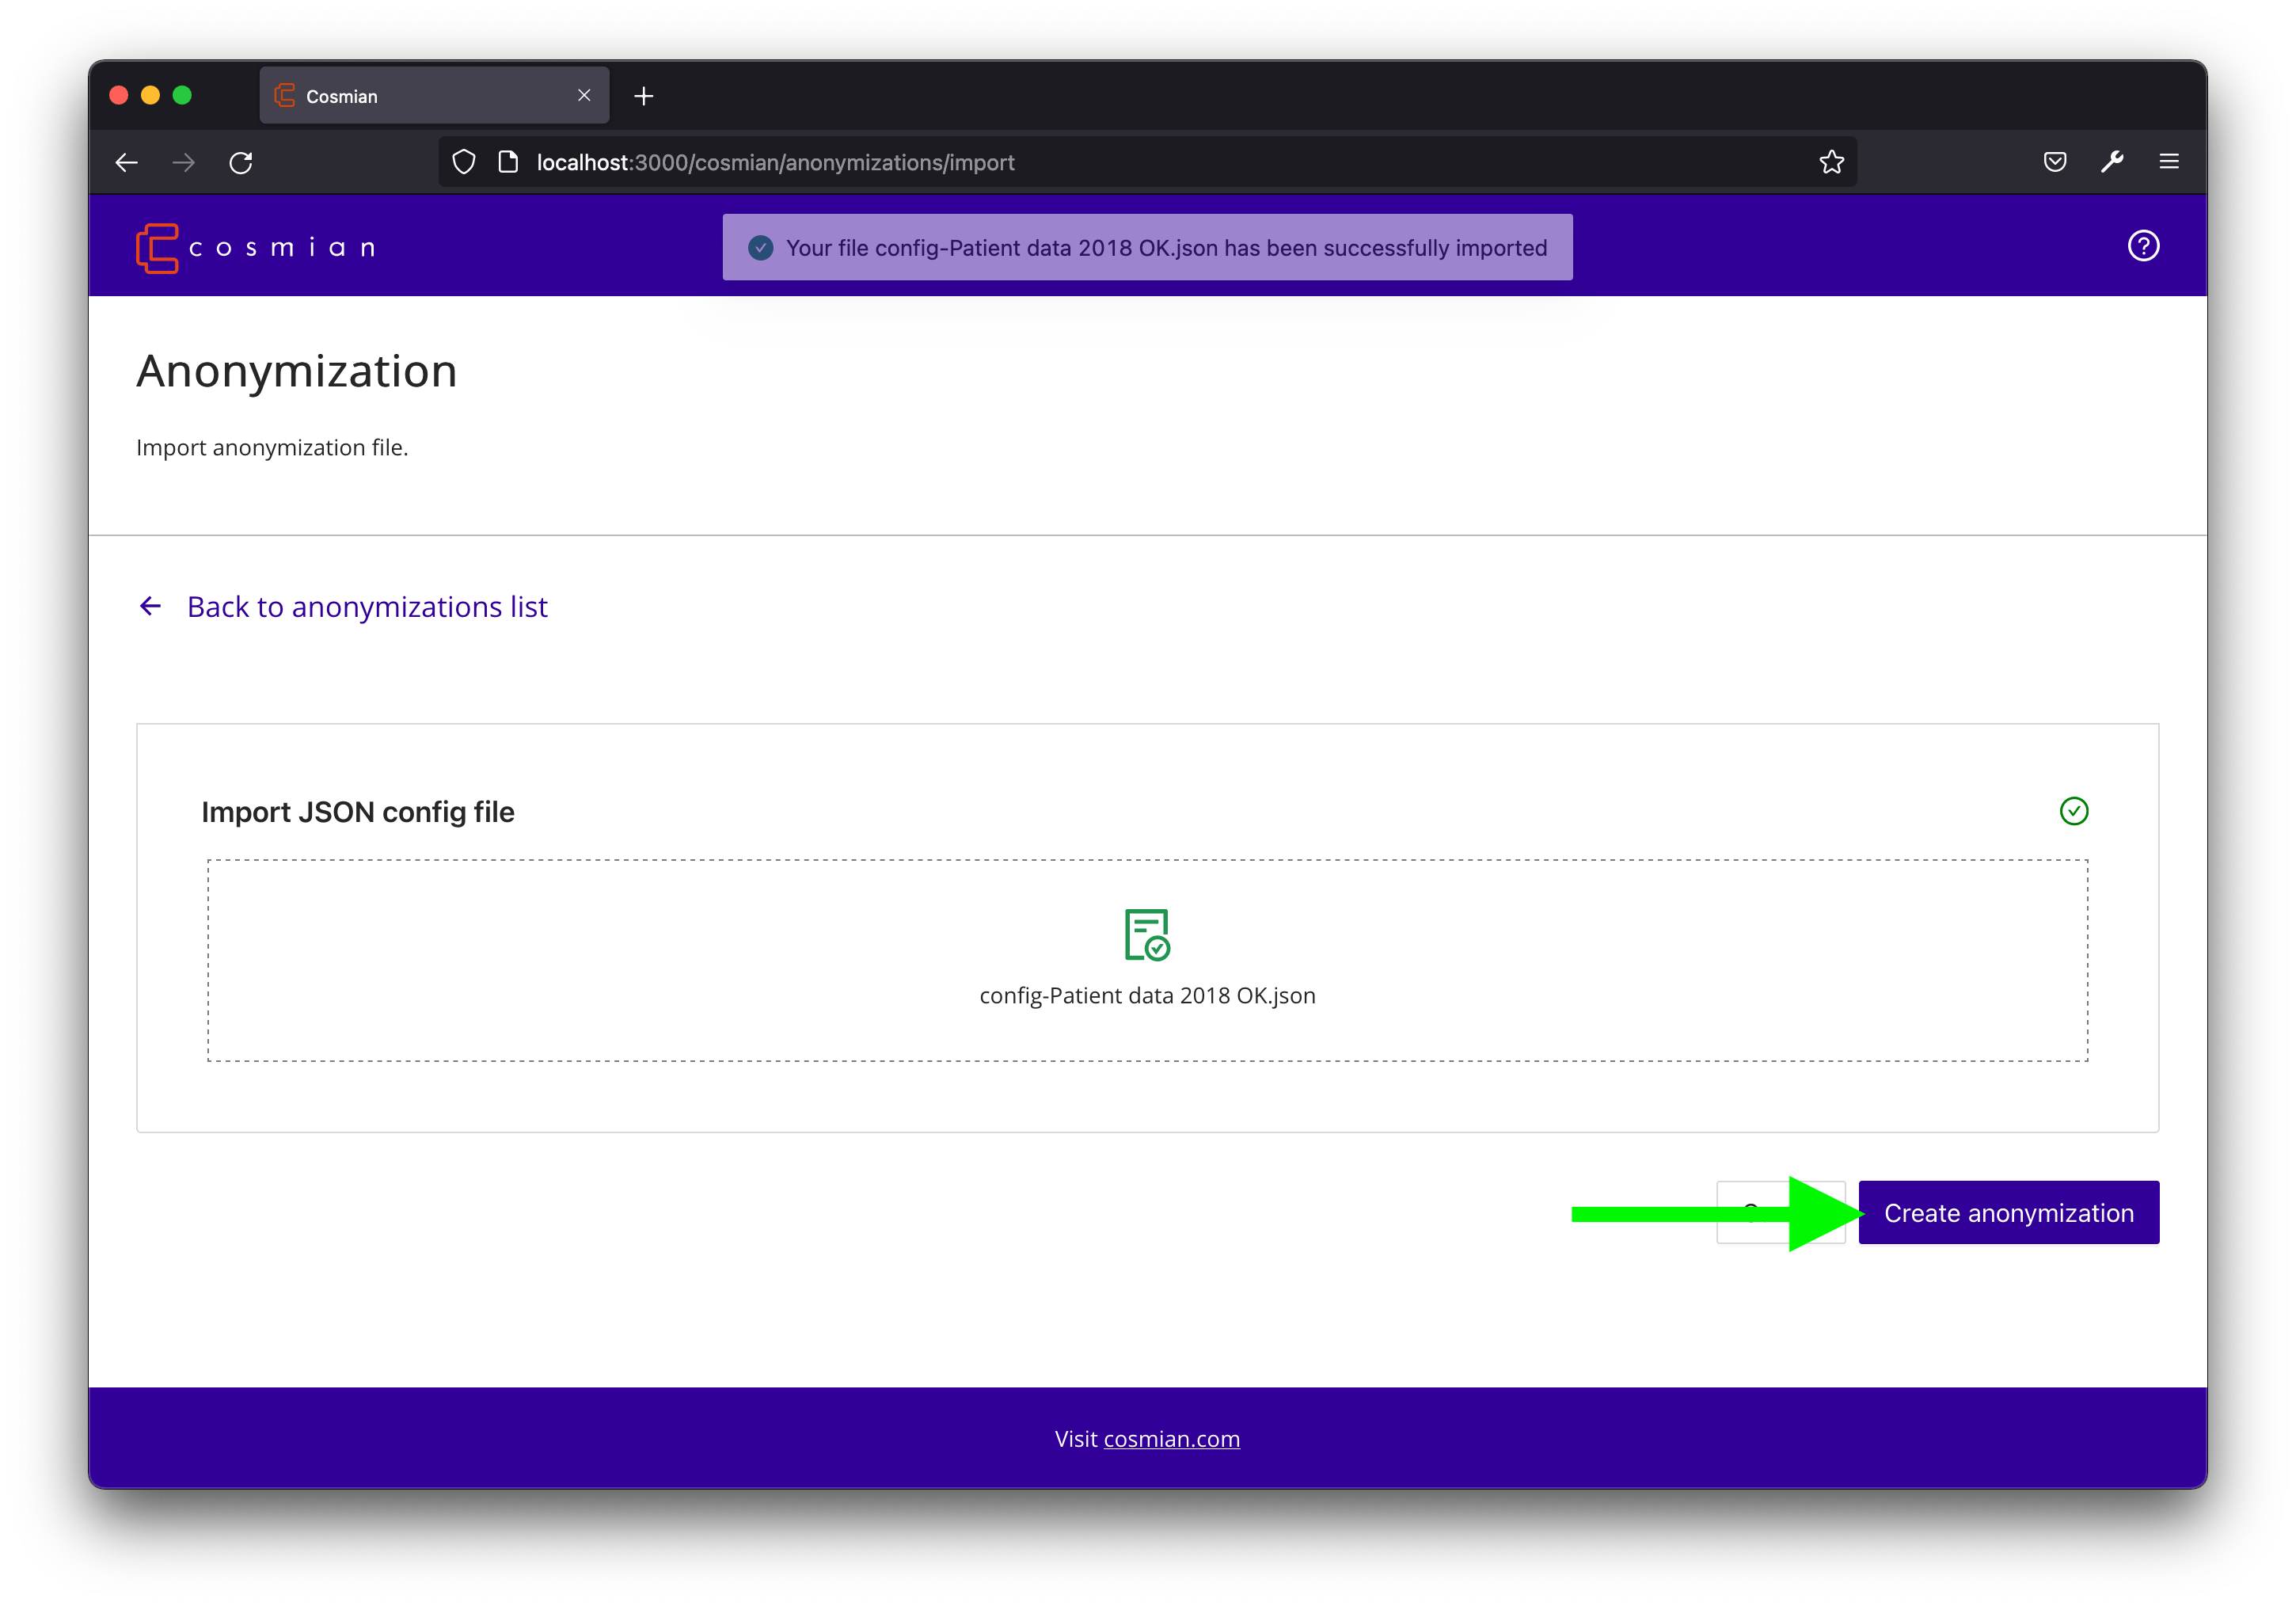 Cosmian
localhost:3000/cosmian/anonymizations/import
cosmian
Your file config-Patient data 2018 OK.json has been successfully imported
Anonymization
Import anonymization file.
Back to anonymizations list
Import JSON config file
config-Patient data 2018 OK.json
Create anonymization
Visit cosmian.com